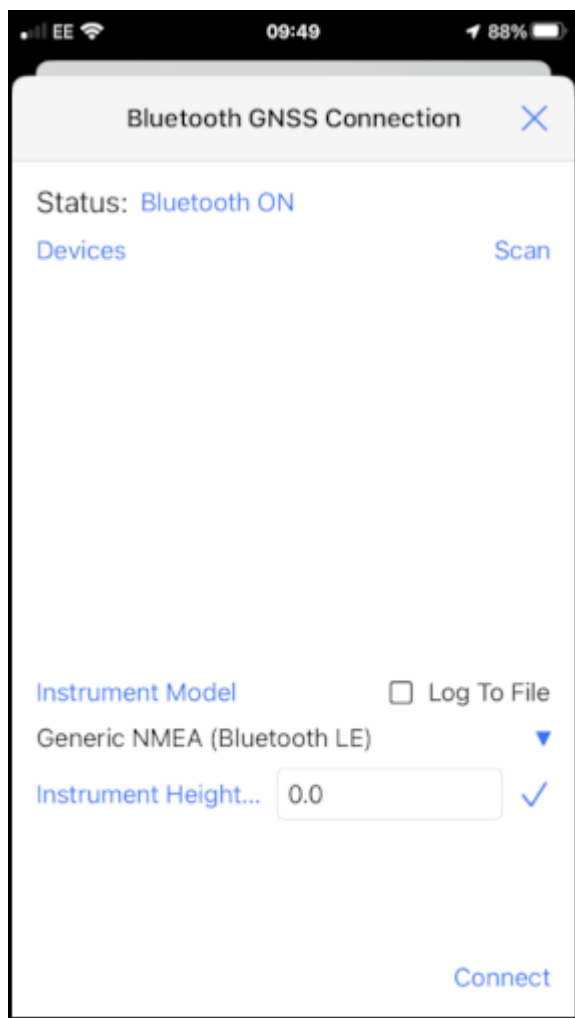 EE 09:49 88%
Bluetooth GNSS Connection
Status: Bluetooth ON
Devices Scan
Instrument Model Log To File
Generic NMEA (Bluetooth LE)
Instrument Height... 0.0
Connect